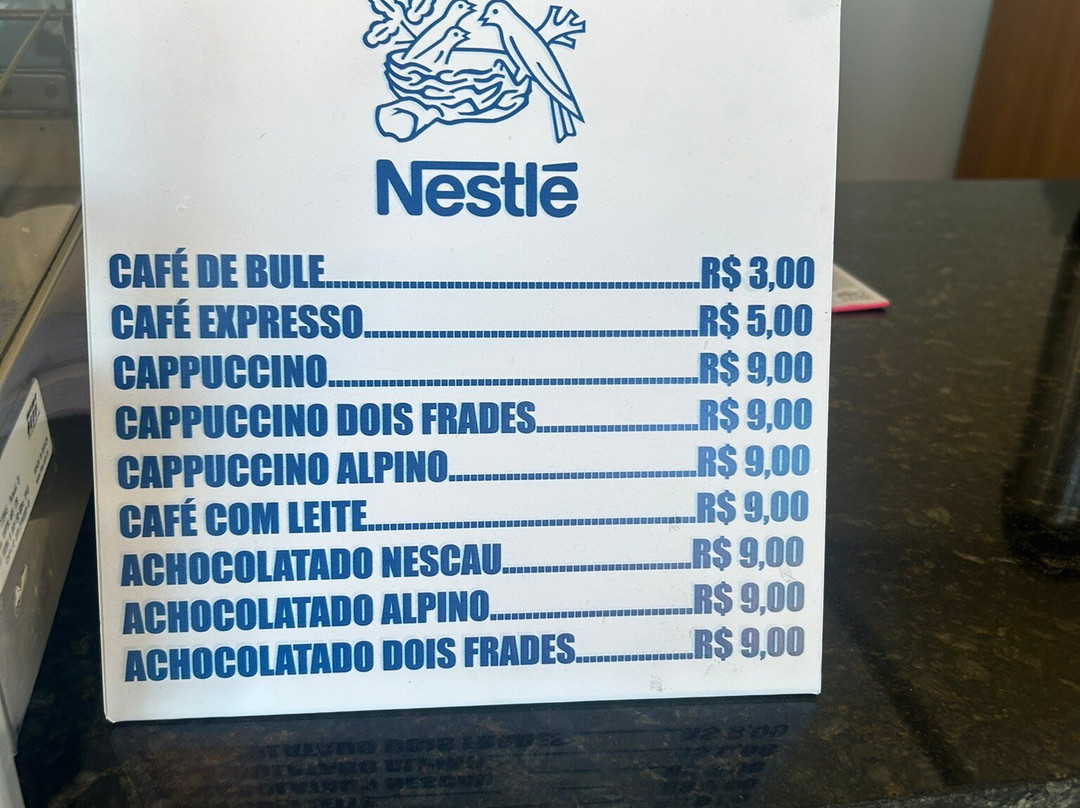 Nestlé
CAFÉ DE BULE........................................................R$ 3,00
CAFÉ EXPRESSO..................................................R$ 5,00
CAPPUCCINO.......................................................R$ 9,00
CAPPUCCINO DOIS FRADES........................R$ 9,00
CAPPUCCINO ALPINO.....................................R$ 9,00
CAFÉ COM LEITE.................................................R$ 9,00
ACHOCOLATADO NESCAU............................R$ 9,00
ACHOCOLATADO ALPINO..............................R$ 9,00
ACHOCOLATADO DOIS FRADES.................R$ 9,00